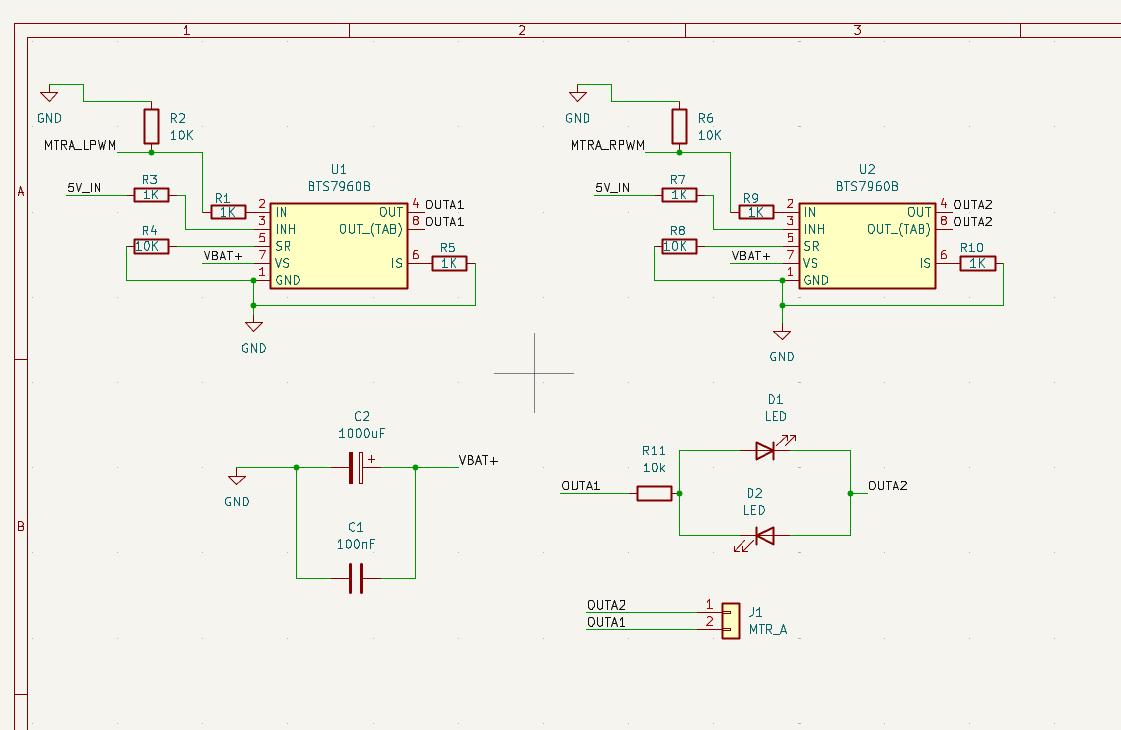 1 2 3
A
B
GND
R2
10K
MTRA_LPWM
5V_IN
R3
1K
R1
1K
R4
10K
VBAT+
U1
BTS7960B
2 IN
3 INH
5 SR
7 VS
1 GND
OUT 4 OUTA1
OUT_(TAB) 8 OUTA1
IS 6
R5
1K
GND
GND
R6
10K
MTRA_RPWM
5V_IN
R7
1K
R9
1K
R8
10K
VBAT+
U2
BTS7960B
2 IN
3 INH
5 SR
7 VS
1 GND
OUT 4 OUTA2
OUT_(TAB) 8 OUTA2
IS 6
R10
1K
GND
C2
1000uF
+
VBAT+
GND
C1
100nF
D1
LED
R11
10k
OUTA1
D2
LED
OUTA2
OUTA2 1
OUTA1 2
J1
MTR_A